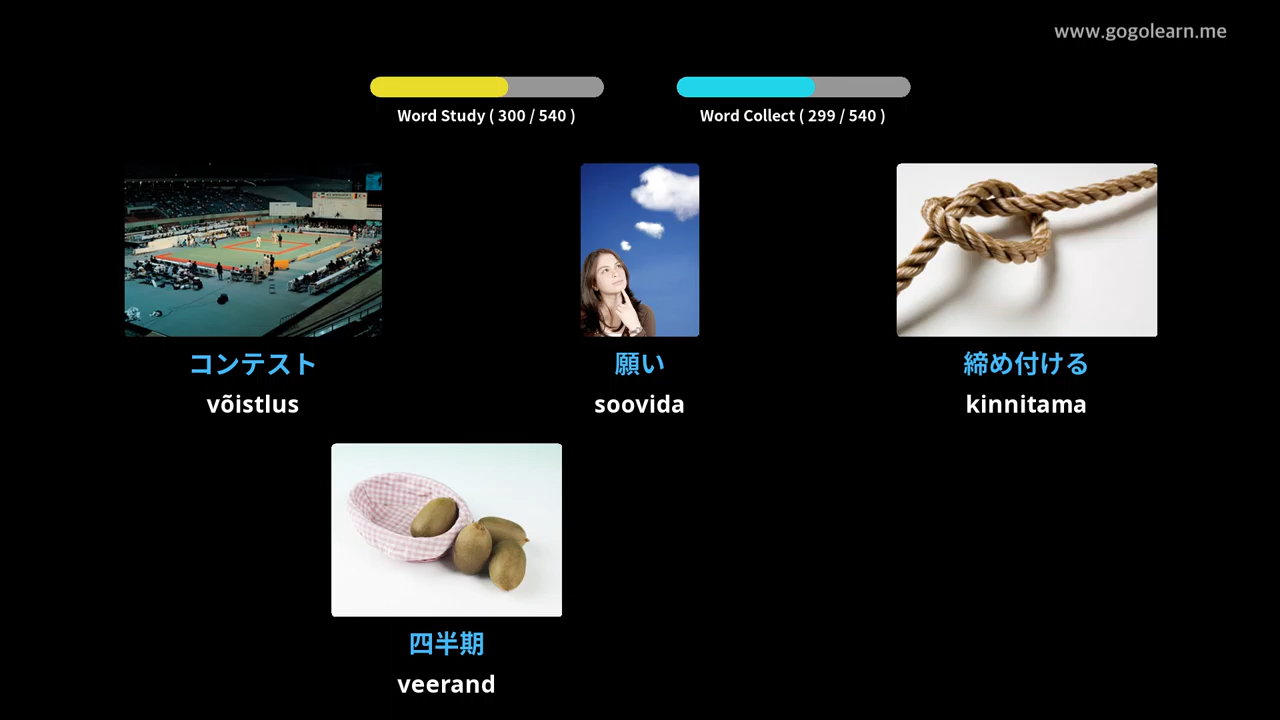 www.gogolearn.me
Word Study ( 300 / 540 )
Word Collect ( 299 / 540 )
コンテスト
võistlus
願い
soovida
締め付ける
kinnitama
四半期
veerand